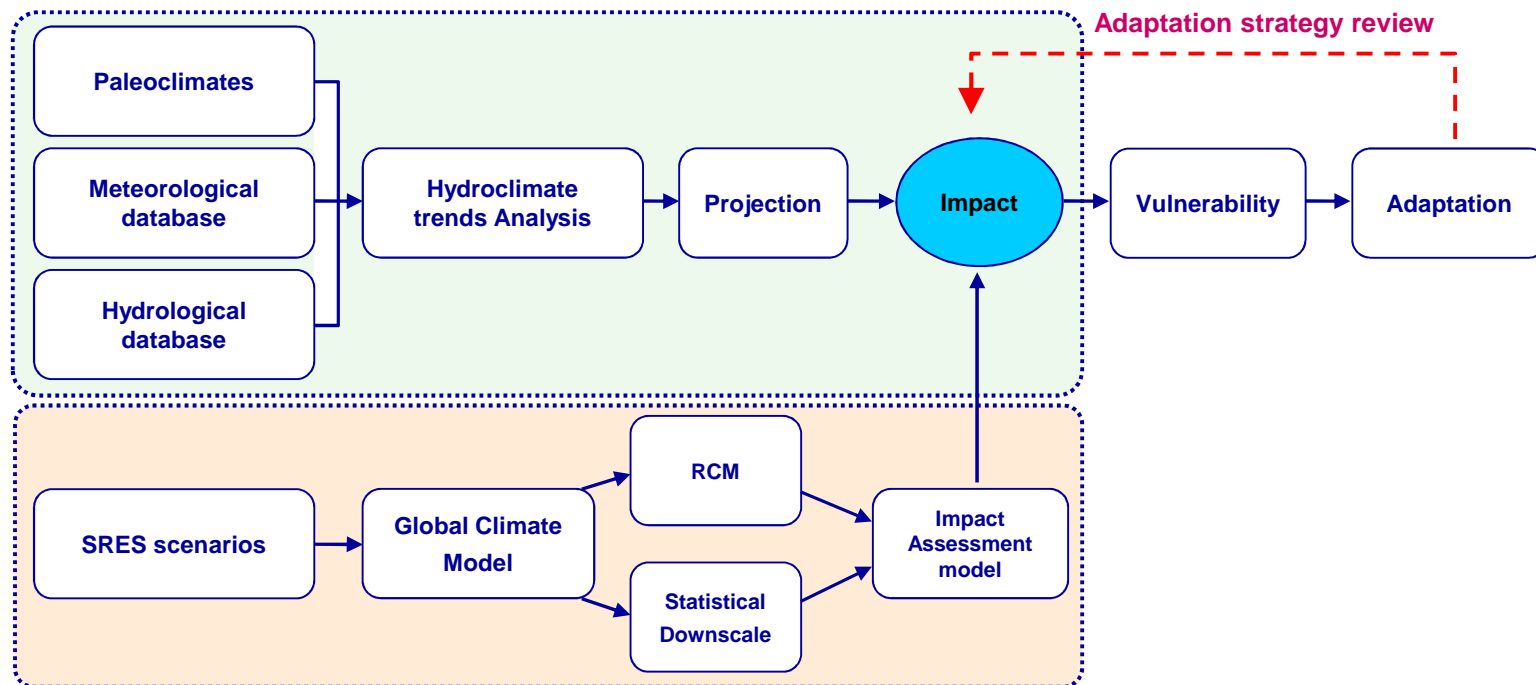 Adaptation strategy review
Paleoclimates
Meteorological
database
Hydroclimate
trends Analysis
Projection
Impact
Vulnerability
Adaptation
Hydrological
database
RCM
SRES scenarios
Global Climate
Model
Impact
Assessment
model
Statistical
Downscale